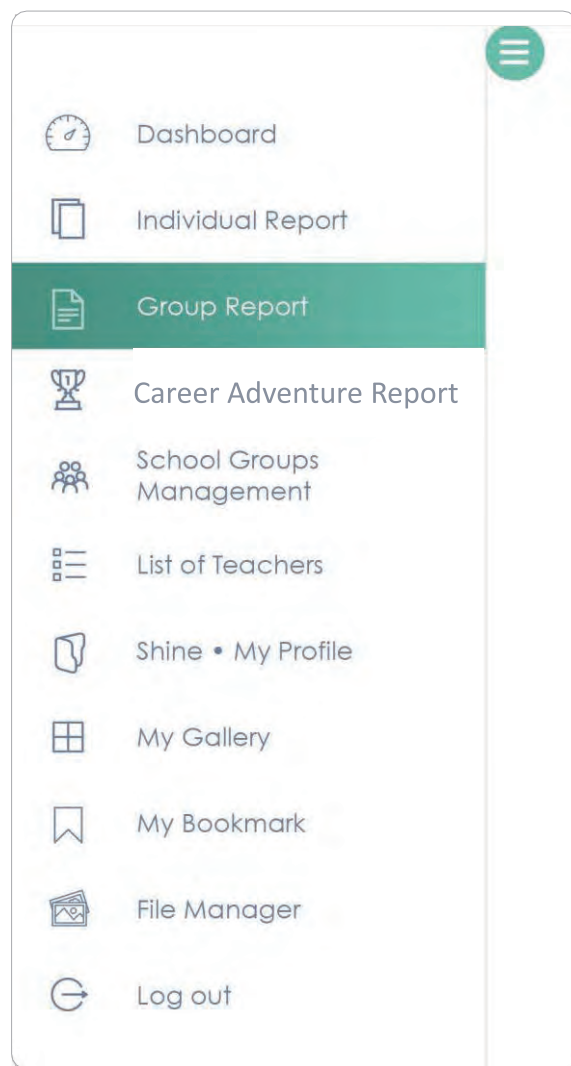 Dashboard
Individual Report
Group Report
Career Adventure Report
School Groups
Management
List of Teachers
Shine • My Profile
My Gallery
My Bookmark
File Manager
Log out